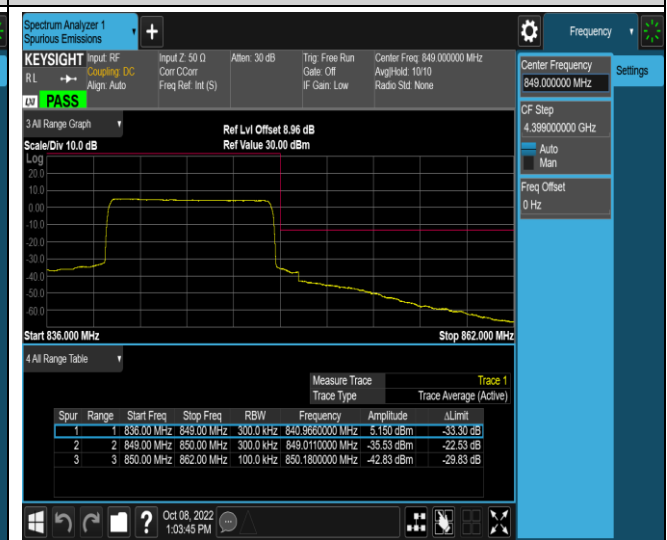 Spectrum Analyzer 1
Spurious Emissions
+
Frequency
KEYSIGHT
Input: RF
Coupling: DC
Align: Auto
Input Z: 50 Ω
Corr CCorr
Freq Ref: Int (S)
Atten: 30 dB
Trig: Free Run
Gate: Off
IF Gain: Low
Center Freq: 849.000000 MHz
Avg|Hold: 10/10
Radio Std: None
R L
LXI
PASS
Center Frequency
849.000000 MHz
Settings
CF Step
4.399000000 GHz
Auto
Man
Freq Offset
0 Hz
3 All Range Graph
Ref Lvl Offset 8.96 dB
Scale/Div 10.0 dB
Ref Value 30.00 dBm
Log
20.0
10.0
0.00
-10.0
-20.0
-30.0
-40.0
-50.0
-60.0
Start 836.000 MHz
Stop 862.000 MHz
4 All Range Table
Measure Trace Trace 1
Trace Type Trace Average (Active)
Spur Range Start Freq Stop Freq RBW Frequency Amplitude ΔLimit
1 1 836.00 MHz 849.00 MHz 300.0 kHz 840.9660000 MHz 5.150 dBm -33.30 dB
2 2 849.00 MHz 850.00 MHz 300.0 kHz 849.0110000 MHz -35.53 dBm -22.53 dB
3 3 850.00 MHz 862.00 MHz 100.0 kHz 850.1800000 MHz -42.83 dBm -29.83 dB
?
Oct 08, 2022
1:03:45 PM